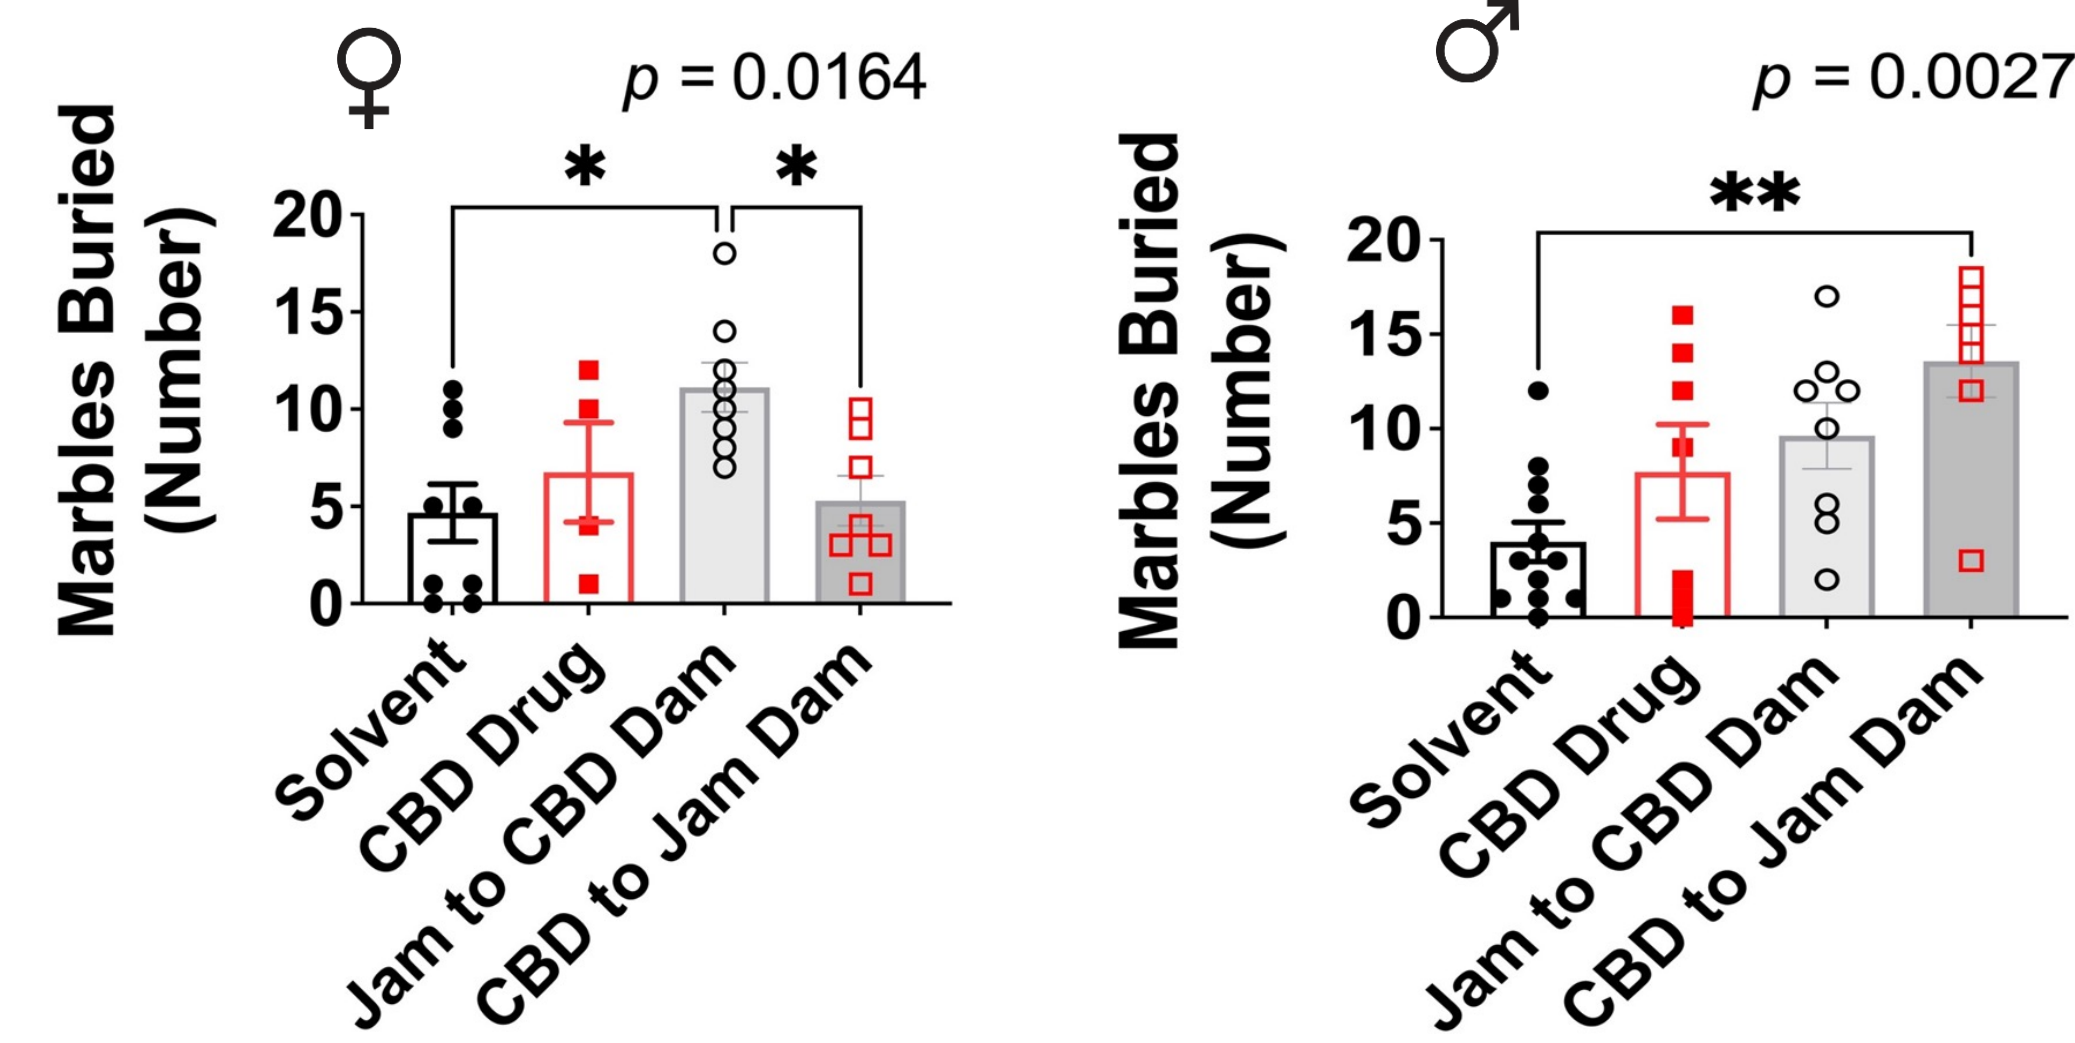 ♀
p = 0.0164
* *
Marbles Buried
(Number)
20
15
10
5
0
Solvent
CBD Drug
Jam to CBD Dam
CBD to Jam Dam
♂
p = 0.0027
**
Marbles Buried
(Number)
20
15
10
5
0
Solvent
CBD Drug
Jam to CBD Dam
CBD to Jam Dam